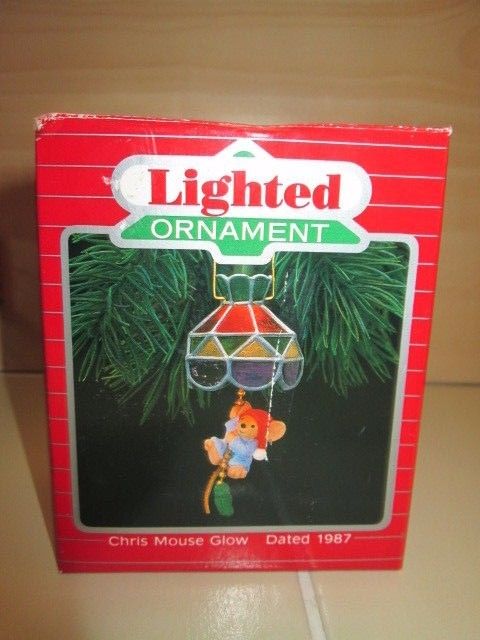 Lighted
ORNAMENT
Chris Mouse Glow Dated 1987